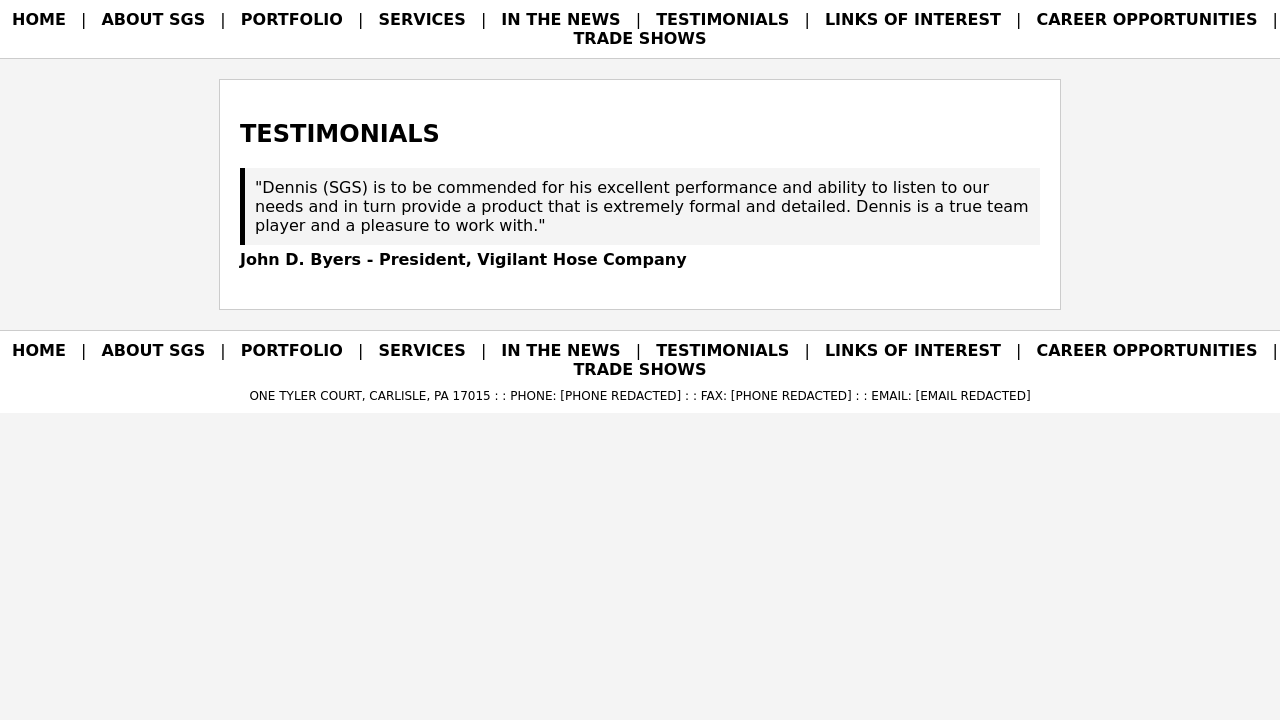 HOME | ABOUT SGS | PORTFOLIO | SERVICES | IN THE NEWS | TESTIMONIALS | LINKS OF INTEREST | CAREER OPPORTUNITIES |
TRADE SHOWS
TESTIMONIALS
"Dennis (SGS) is to be commended for his excellent performance and ability to listen to our
needs and in turn provide a product that is extremely formal and detailed. Dennis is a true team
player and a pleasure to work with."
John D. Byers - President, Vigilant Hose Company
HOME | ABOUT SGS | PORTFOLIO | SERVICES | IN THE NEWS | TESTIMONIALS | LINKS OF INTEREST | CAREER OPPORTUNITIES |
TRADE SHOWS
ONE TYLER COURT, CARLISLE, PA 17015 : : PHONE: [PHONE REDACTED] : : FAX: [PHONE REDACTED] : : EMAIL: [EMAIL REDACTED]